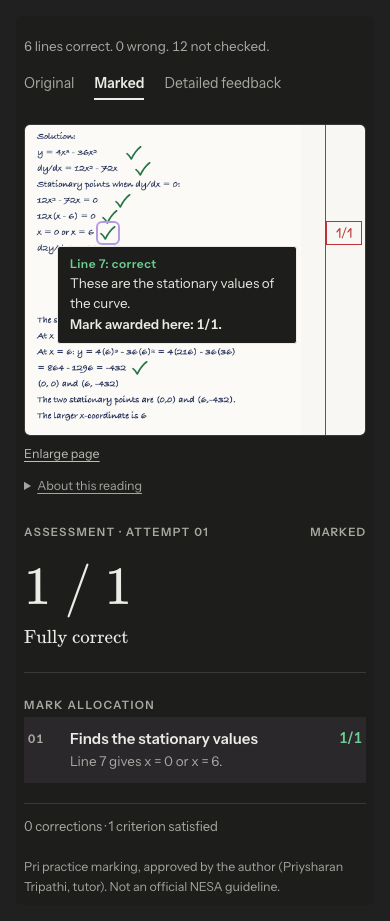 6 lines correct. 0 wrong. 12 not checked.
Original Marked Detailed feedback
Solution:
y = 4x³ - 36x²
dy/dx = 12x² - 72x
Stationary points when dy/dx = 0:
12x² - 72x = 0
12x(x - 6) = 0
x = 0 or x = 6
1/1
d2y/
Line 7: correct
These are the stationary values of
the curve.
Mark awarded here: 1/1.
The s
At x
At x = 6: y = 4(6)³ - 36(6)² = 4(216) - 36(36)
= 864 - 1296 = -432
(0, 0) and (6, -432)
The two stationary points are (0,0) and (6,-432).
The larger x-coordinate is 6
Enlarge page
About this reading
ASSESSMENT · ATTEMPT 01 MARKED
1 / 1
Fully correct
MARK ALLOCATION
01 Finds the stationary values 1/1
Line 7 gives x = 0 or x = 6.
0 corrections · 1 criterion satisfied
Pri practice marking, approved by the author (Priysharan
Tripathi, tutor). Not an official NESA guideline.